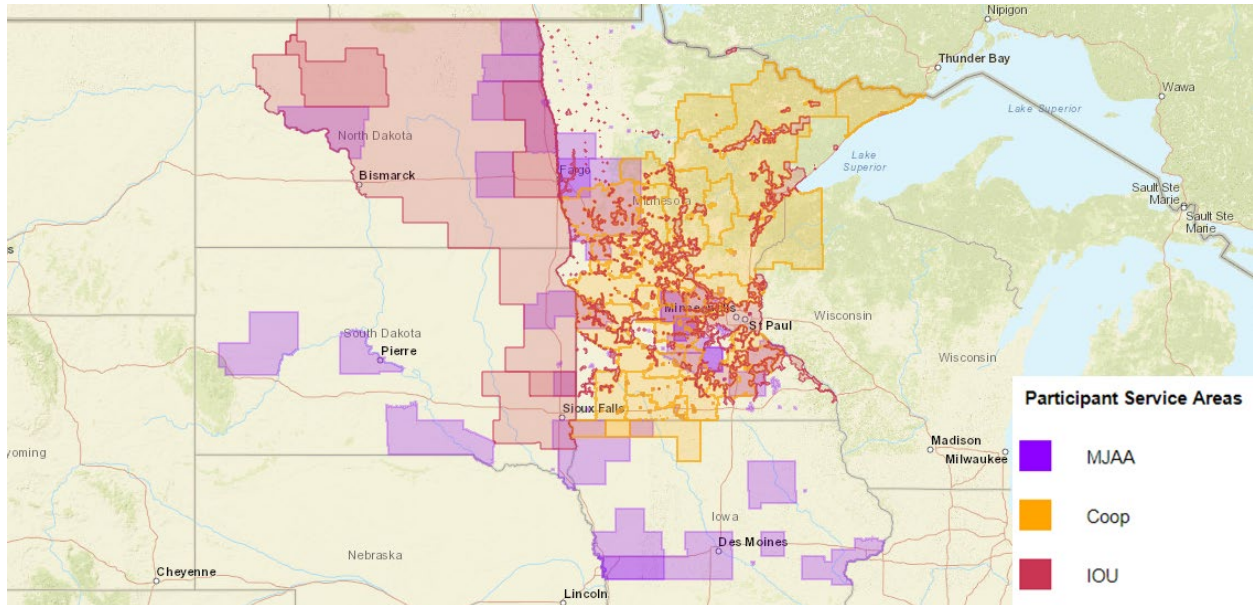 Nipigon
Thunder Bay
Wawa
Lake Superior
North Dakota
Lake
Superior
Fargo
Bismarck
Minnesota
Sault Ste
Marie
Sault Ste
Marie
Minneapolis
St Paul
Wisconsin
South Dakota
Pierre
Wisconsin
Sioux Falls
Participant Service Areas
yoming
Madison
Milwaukee
MJAA
Iowa
Coop
Des Moines
Nebraska
Cheyenne
IOU
Lincoln